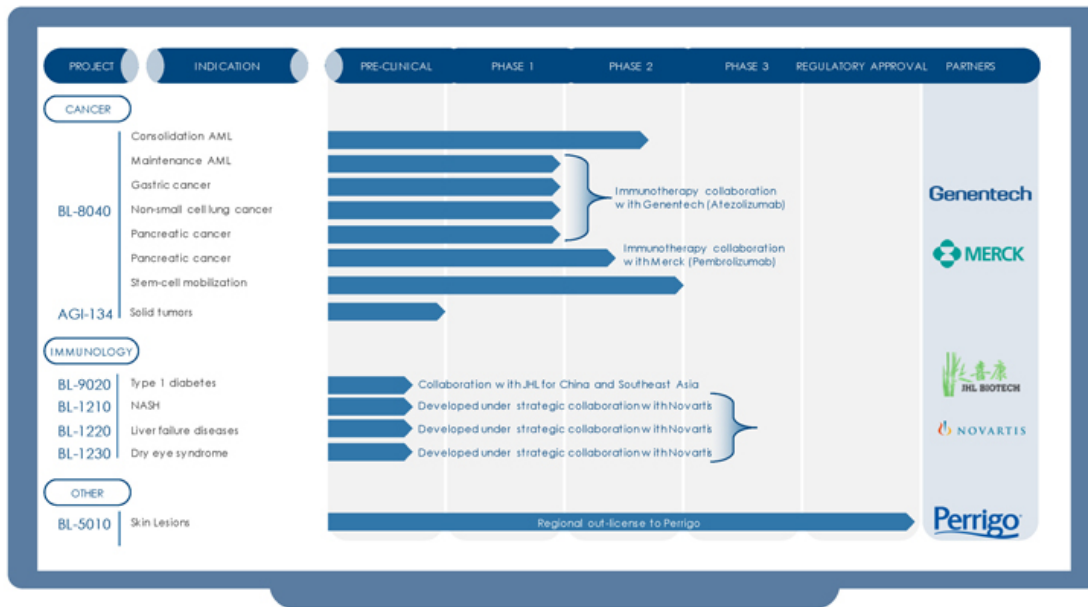 PROJECT INDICATION PRE-CLINICAL PHASE 1 PHASE 2 PHASE 3 REGULATORY APPROVAL PARTNERS
CANCER
BL-8040
Consolidation AML
Maintenance AML
Gastric cancer
Non-small cell lung cancer
Pancreatic cancer
Immunotherapy collaboration
with Genentech (Atezolizumab)
Genentech
Pancreatic cancer
Immunotherapy collaboration
with Merck (Pembrolizumab)
MERCK
Stem-cell mobilization
AGI-134 Solid tumors
IMMUNOLOGY
BL-9020 Type 1 diabetes Collaboration with JHL for China and Southeast Asia
喜康
JHL BIOTECH
BL-1210 NASH Developed under strategic collaboration with Novartis
BL-1220 Liver failure diseases Developed under strategic collaboration with Novartis
NOVARTIS
BL-1230 Dry eye syndrome Developed under strategic collaboration with Novartis
OTHER
BL-5010 Skin Lesions Regional out-license to Perrigo Perrigo